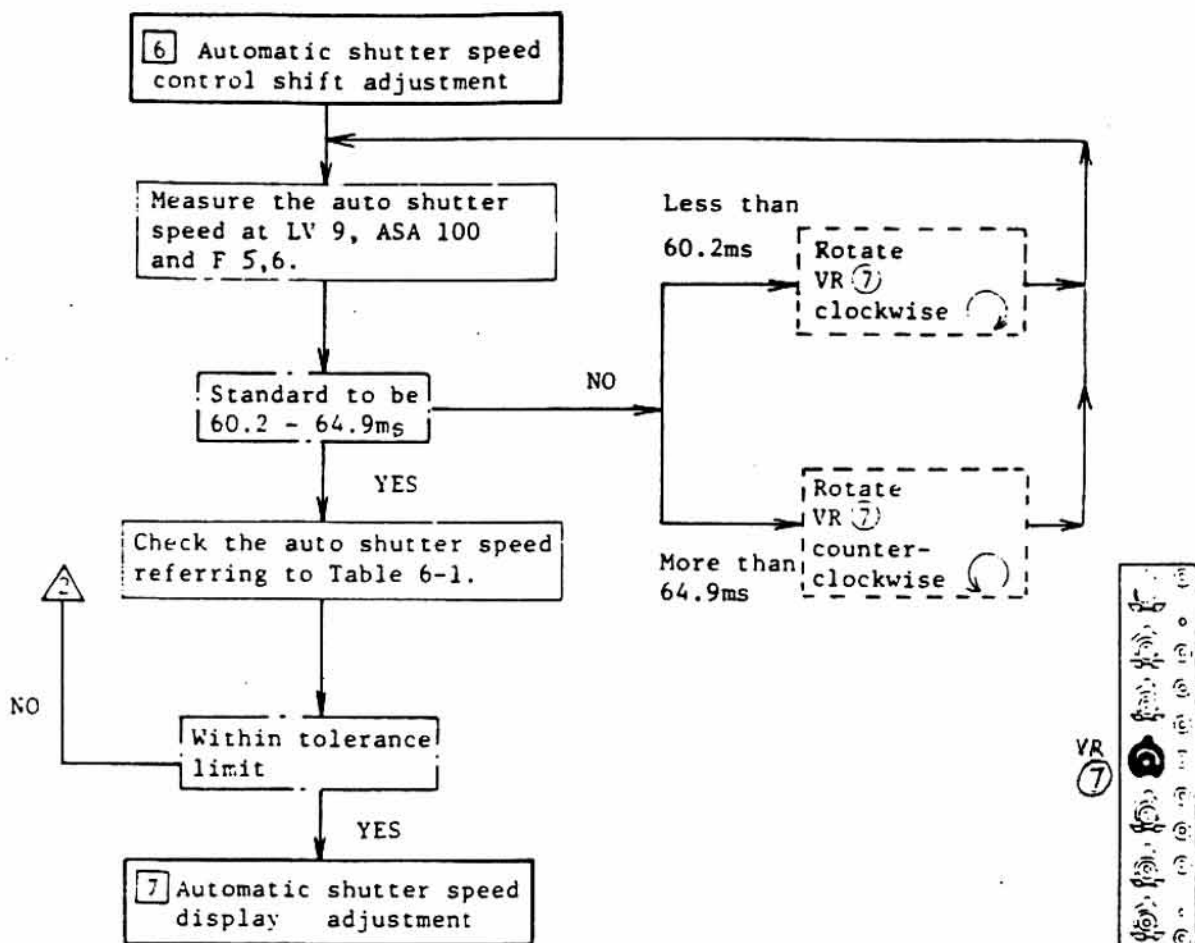 6 Automatic shutter speed
control shift adjustment
Measure the auto shutter
speed at LV 9, ASA 100
and F 5,6.
Standard to be
60.2 - 64.9ms
NO
YES
Less than
60.2ms
Rotate
VR 7
clockwise
Rotate
VR 7
counter-
clockwise
More than
64.9ms
Check the auto shutter speed
referring to Table 6-1.
2
NO
Within tolerance
limit
YES
7 Automatic shutter speed
display adjustment
VR
7